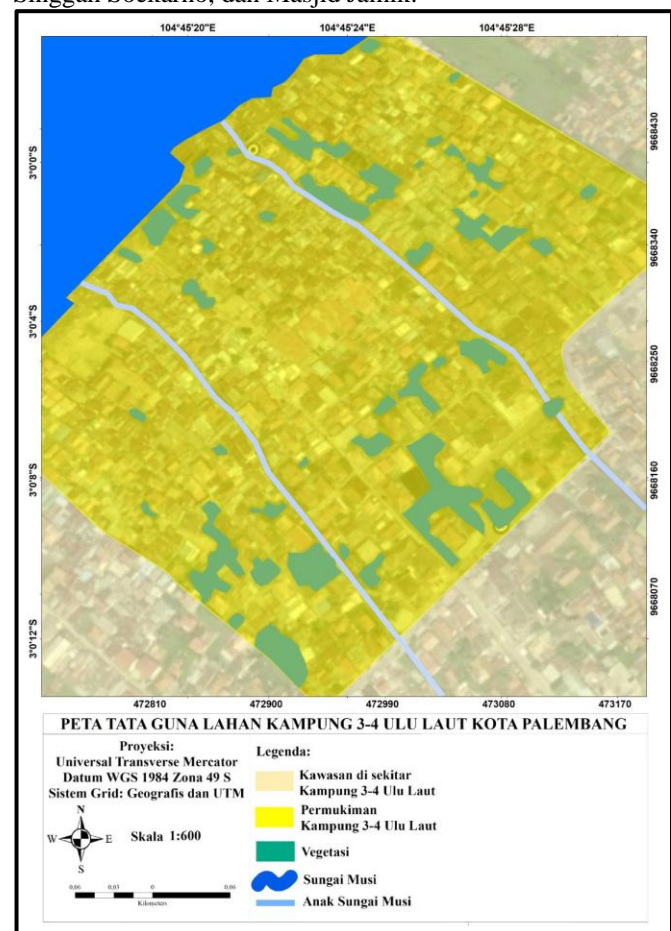 Singgah Soekarno, dan Masjid Jamik.
104°45'20"E 104°45'24"E 104°45'28"E
9668430
3°0'0"S
9668340
3°0'4"S
9668250
3°0'8"S
9668160
9668070
3°0'12"S
472810 472900 472990 473080 473170
PETA TATA GUNA LAHAN KAMPUNG 3-4 ULU LAUT KOTA PALEMBANG
Proyeksi:
Universal Transverse Mercator
Datum WGS 1984 Zona 49 S
Sistem Grid: Geografis dan UTM
N
W E
S
Skala 1:600
0,06 0,03 0 0,06
Kilometers
Legenda:
Kawasan di sekitar
Kampung 3-4 Ulu Laut
Permukiman
Kampung 3-4 Ulu Laut
Vegetasi
Sungai Musi
Anak Sungai Musi